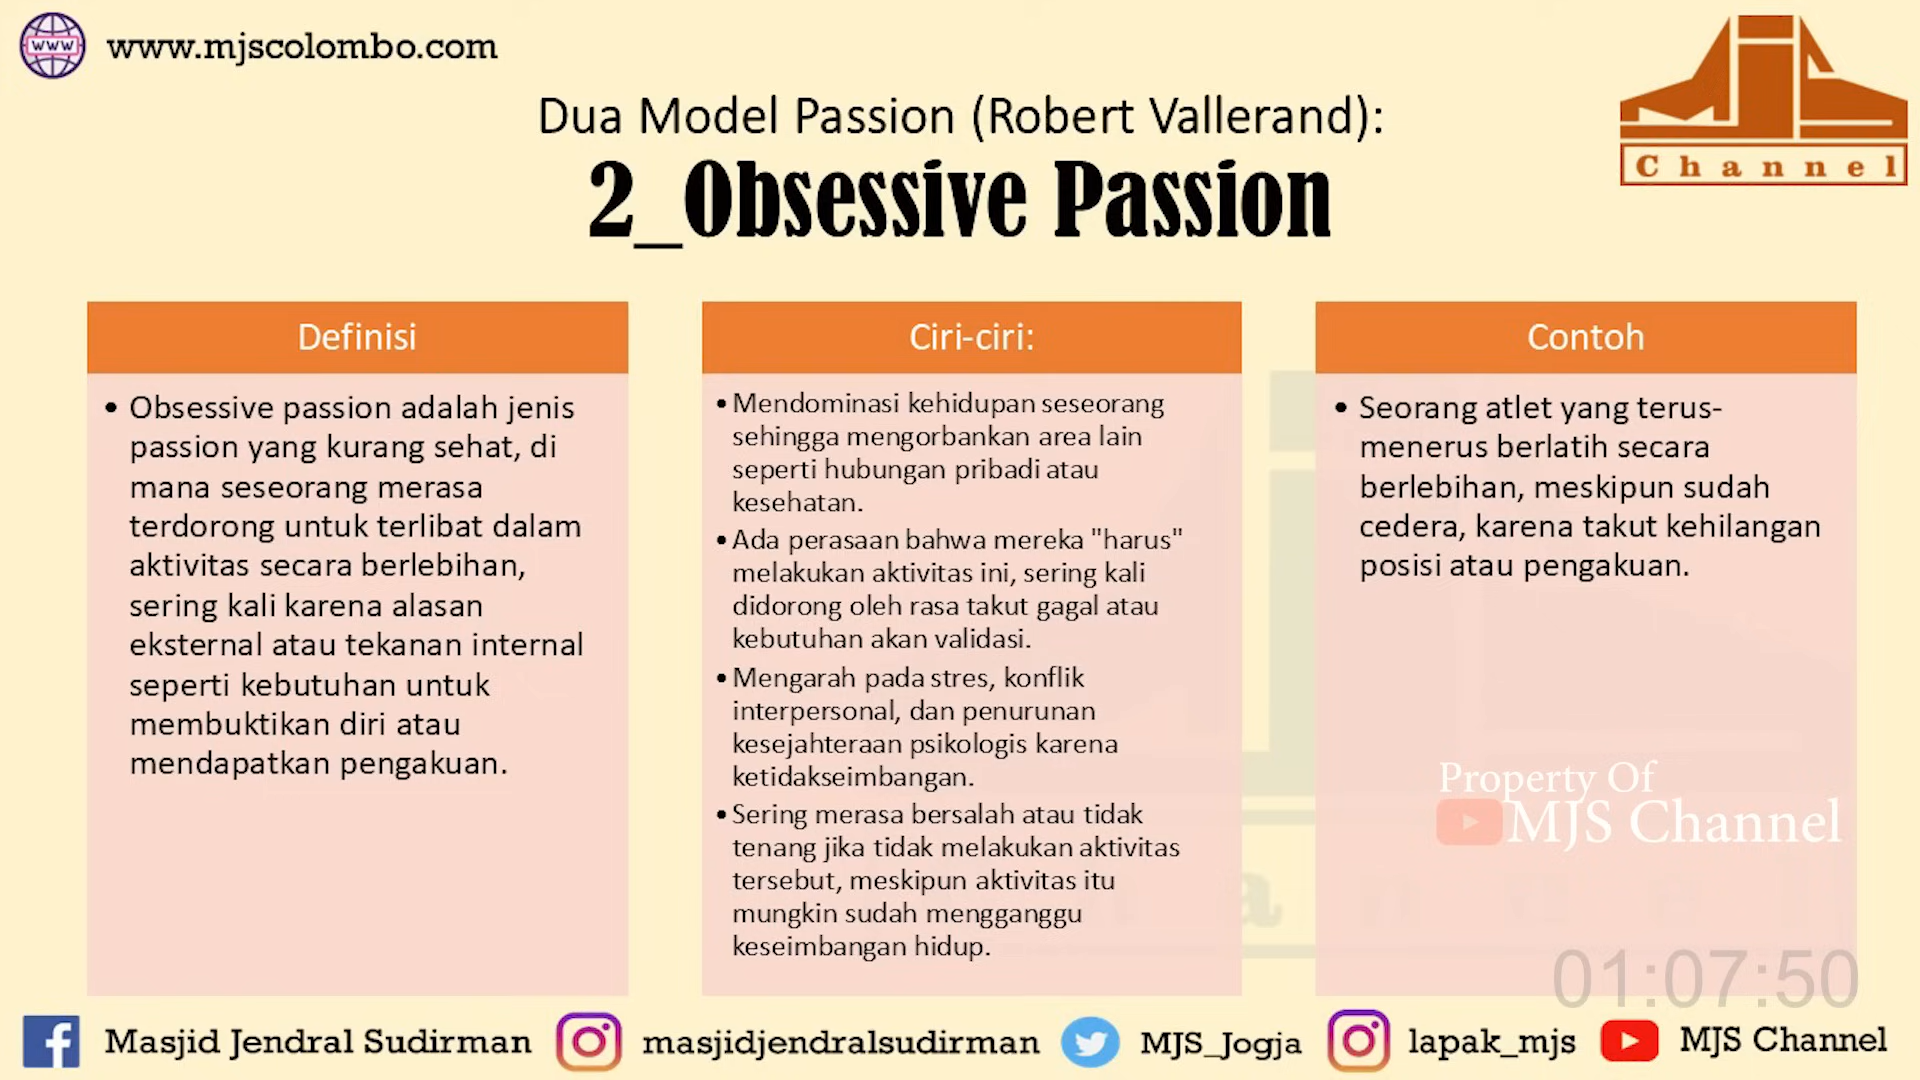 www.mjscolombo.com
WWW
MJS
Channel
Dua Model Passion (Robert Vallerand):
2_Obsessive Passion
Definisi
• Obsessive passion adalah jenis
passion yang kurang sehat, di
mana seseorang merasa
terdorong untuk terlibat dalam
aktivitas secara berlebihan,
sering kali karena alasan
eksternal atau tekanan internal
seperti kebutuhan untuk
membuktikan diri atau
mendapatkan pengakuan.
Ciri-ciri:
• Mendominasi kehidupan seseorang
sehingga mengorbankan area lain
seperti hubungan pribadi atau
kesehatan.
• Ada perasaan bahwa mereka "harus"
melakukan aktivitas ini, sering kali
didorong oleh rasa takut gagal atau
kebutuhan akan validasi.
• Mengarah pada stres, konflik
interpersonal, dan penurunan
kesejahteraan psikologis karena
ketidakseimbangan.
• Sering merasa bersalah atau tidak
tenang jika tidak melakukan aktivitas
tersebut, meskipun aktivitas itu
mungkin sudah mengganggu
keseimbangan hidup.
Contoh
• Seorang atlet yang terus-
menerus berlatih secara
berlebihan, meskipun sudah
cedera, karena takut kehilangan
posisi atau pengakuan.
Property Of
MJS Channel
01:07:50
Masjid Jendral Sudirman
masjidjendralsudirman
MJS_Jogja
lapak_mjs
MJS Channel